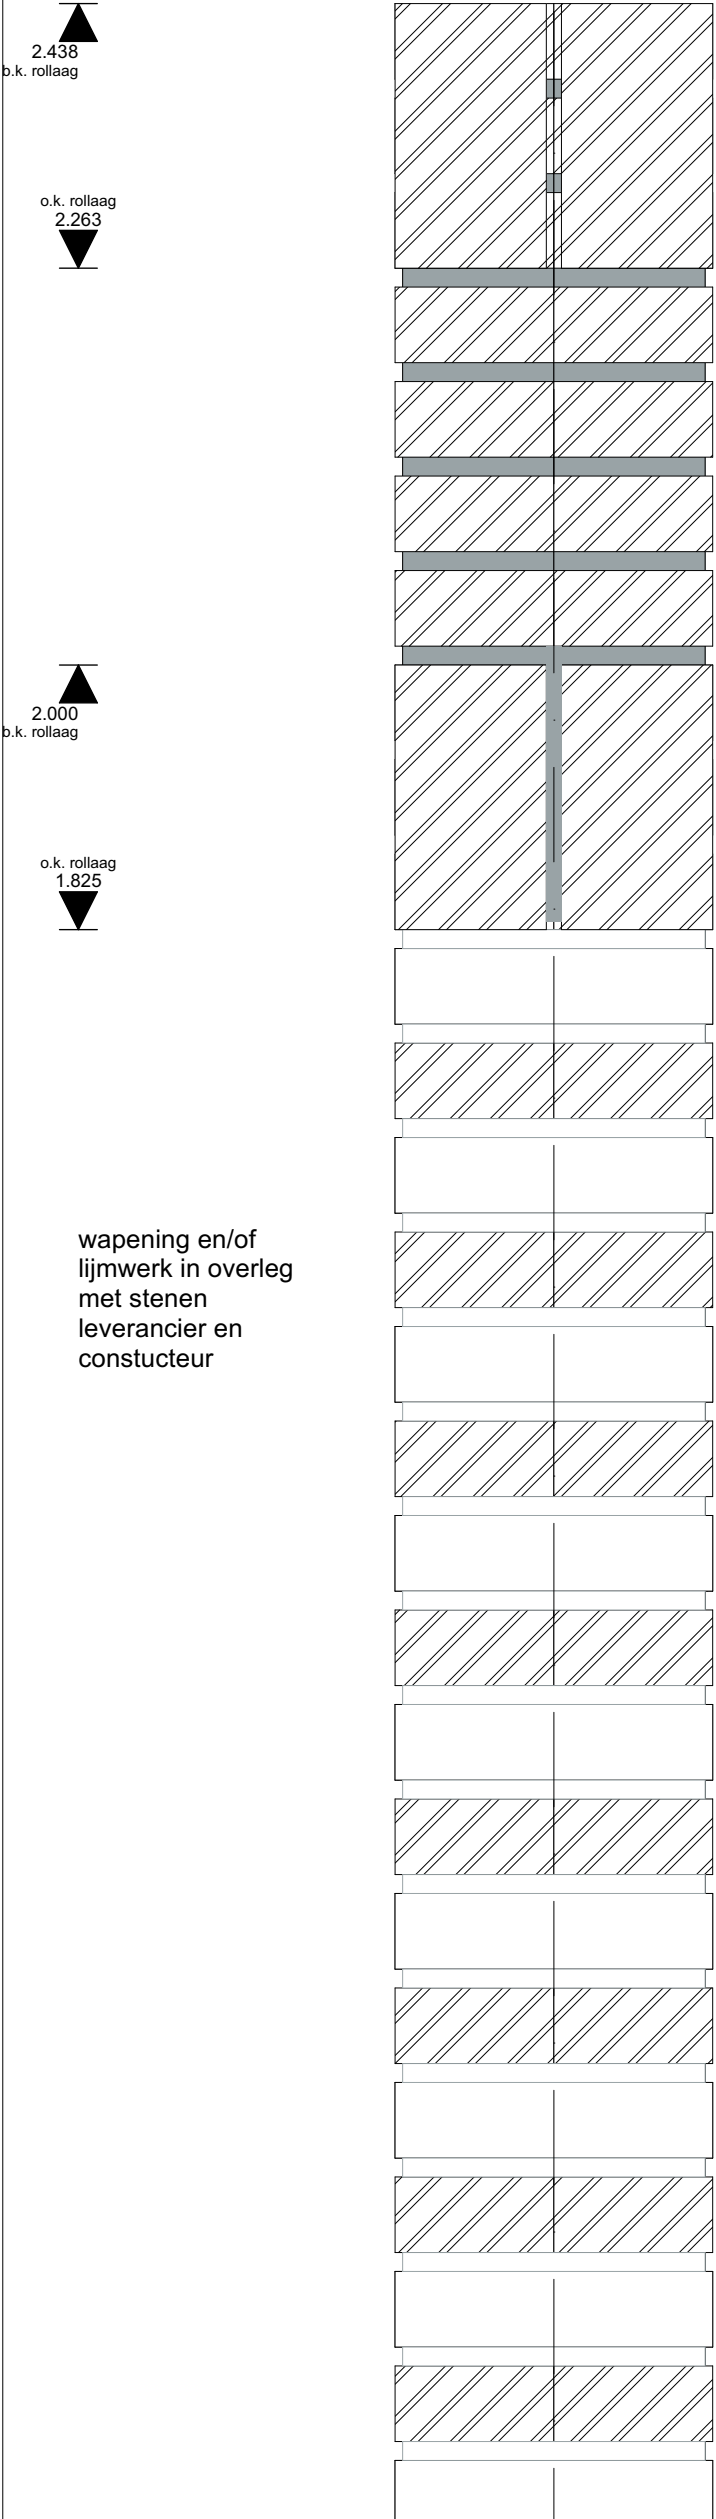 2.438
b.k. rollaag
o.k. rollaag
2.263
2.000
b.k. rollaag
o.k. rollaag
1.825
wapening en/of
lijmwerk in overleg
met stenen
leverancier en
constucteur